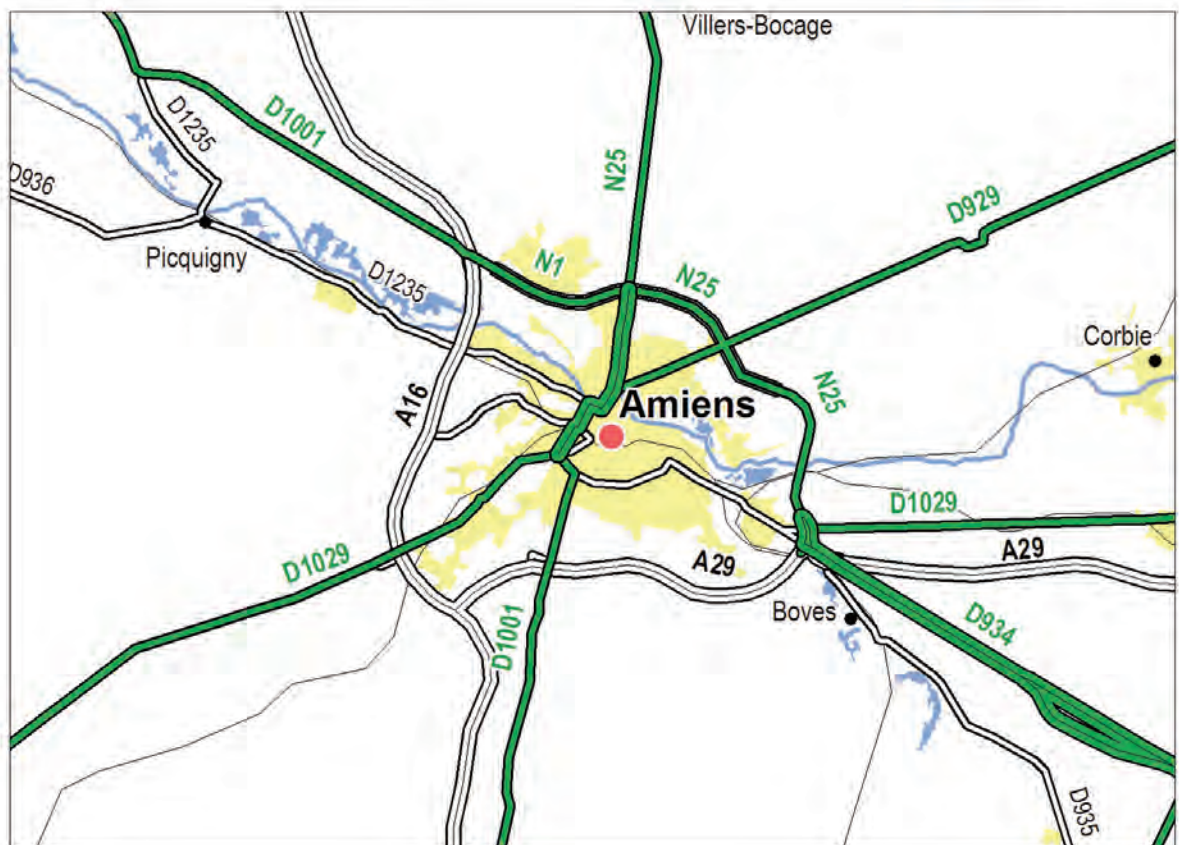 Villers-Bocage
D1235
D1001
N25
D929
D936
Picquigny
D1235
N1
N25
Corbie
A16
Amiens
N25
D1029
A29
D1029
A29
D1001
Boves
D934
D935